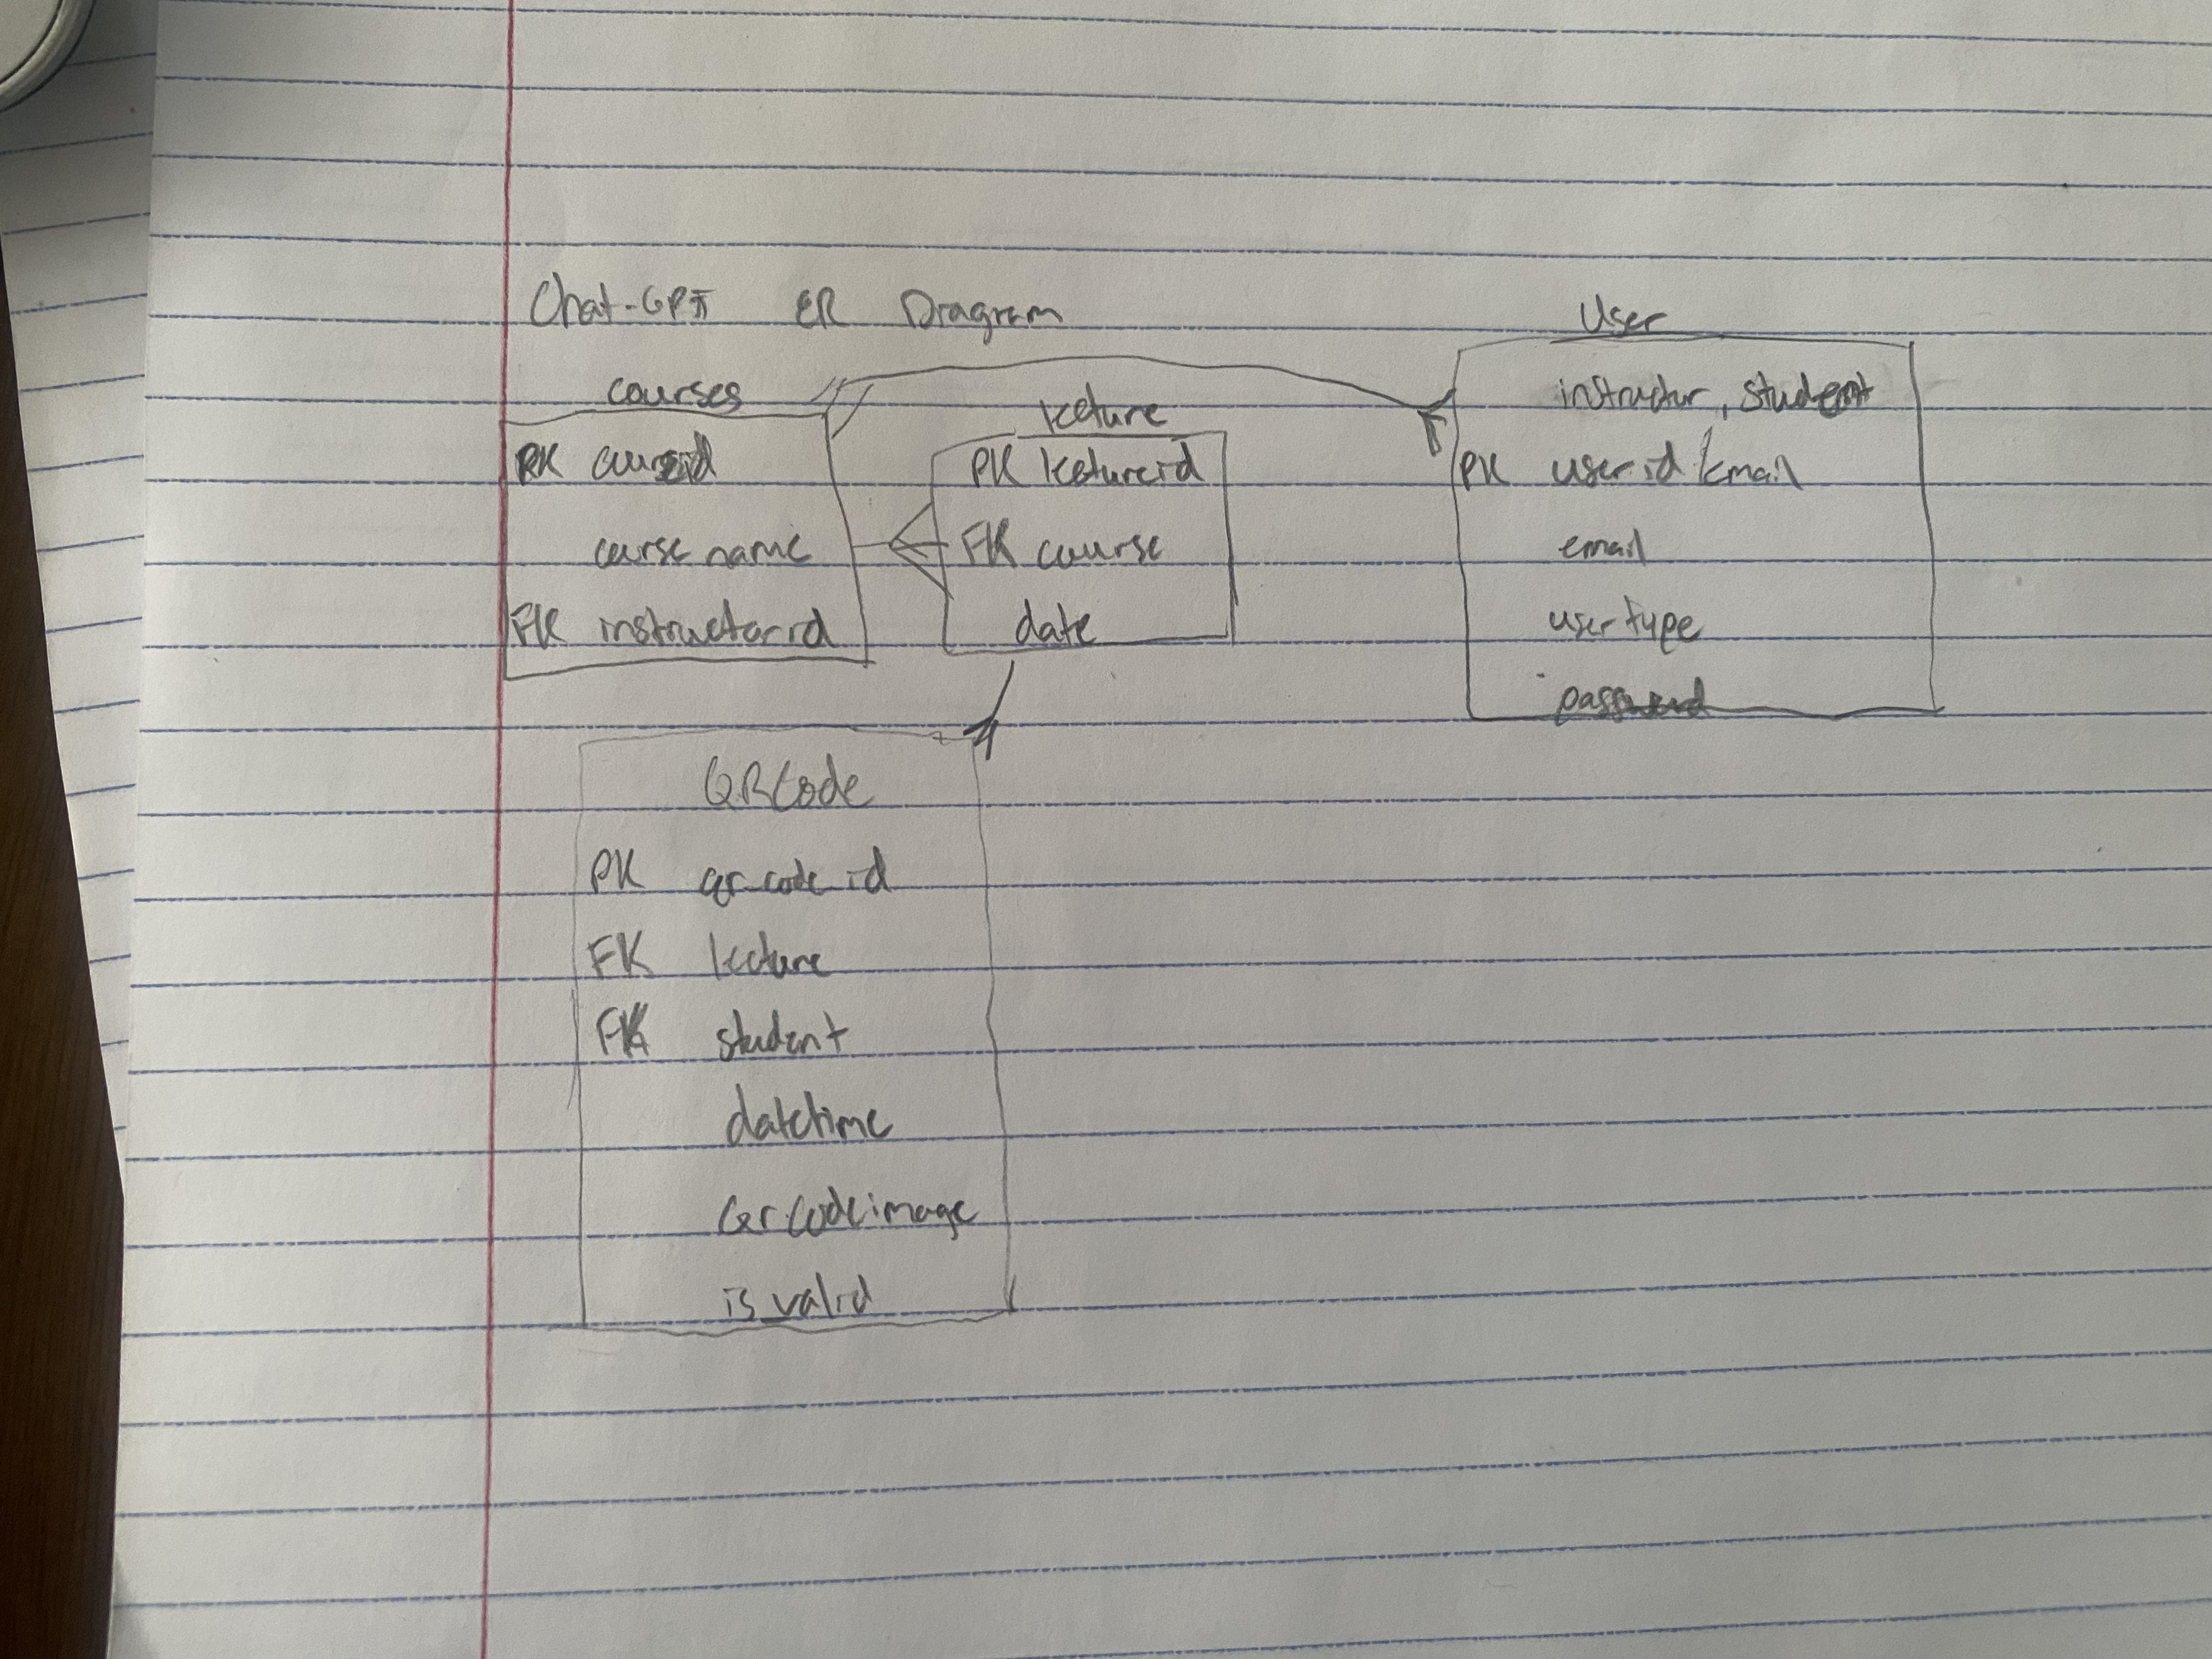 Chat-GPT ER Diagram
courses
PK courseid
course name
FK instructor id
lecture
PK lectureid
FK course
date
User
instructor, student
PK user id/email
email
user type
password
QRCode
PK qr code id
FK lecture
FK student
datetime
Qr Code image
is_valid